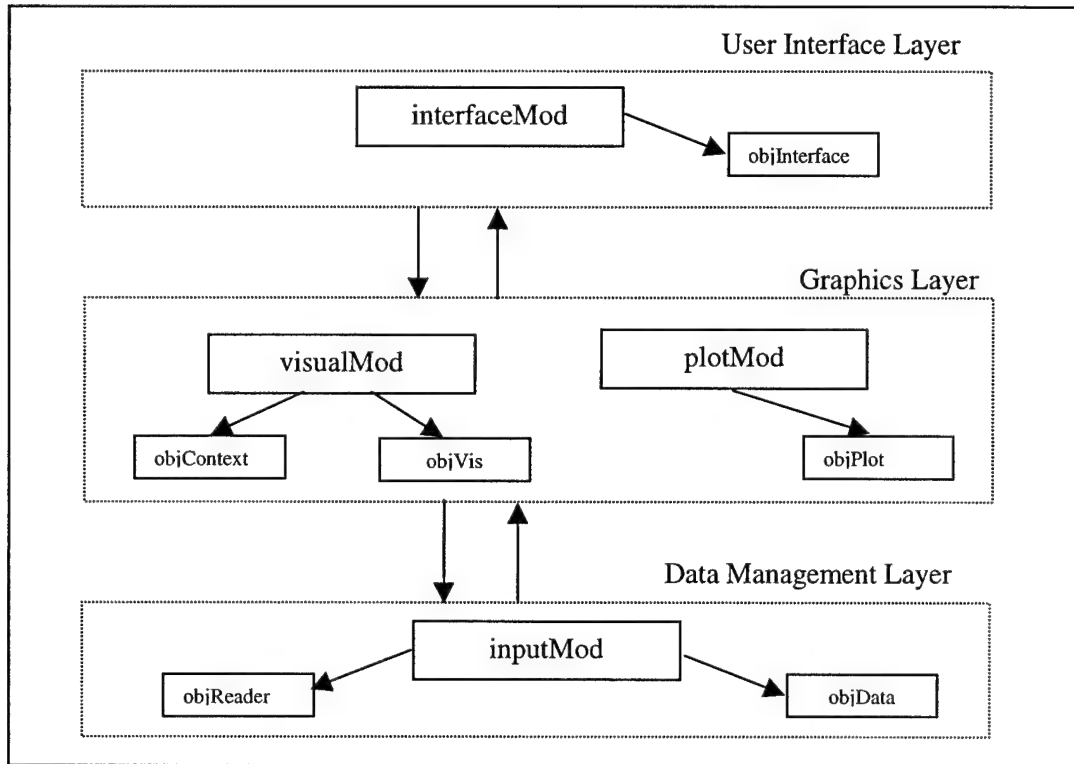 User Interface Layer
interfaceMod
objInterface
Graphics Layer
visualMod
plotMod
objContext
objVis
objPlot
Data Management Layer
inputMod
objReader
objData